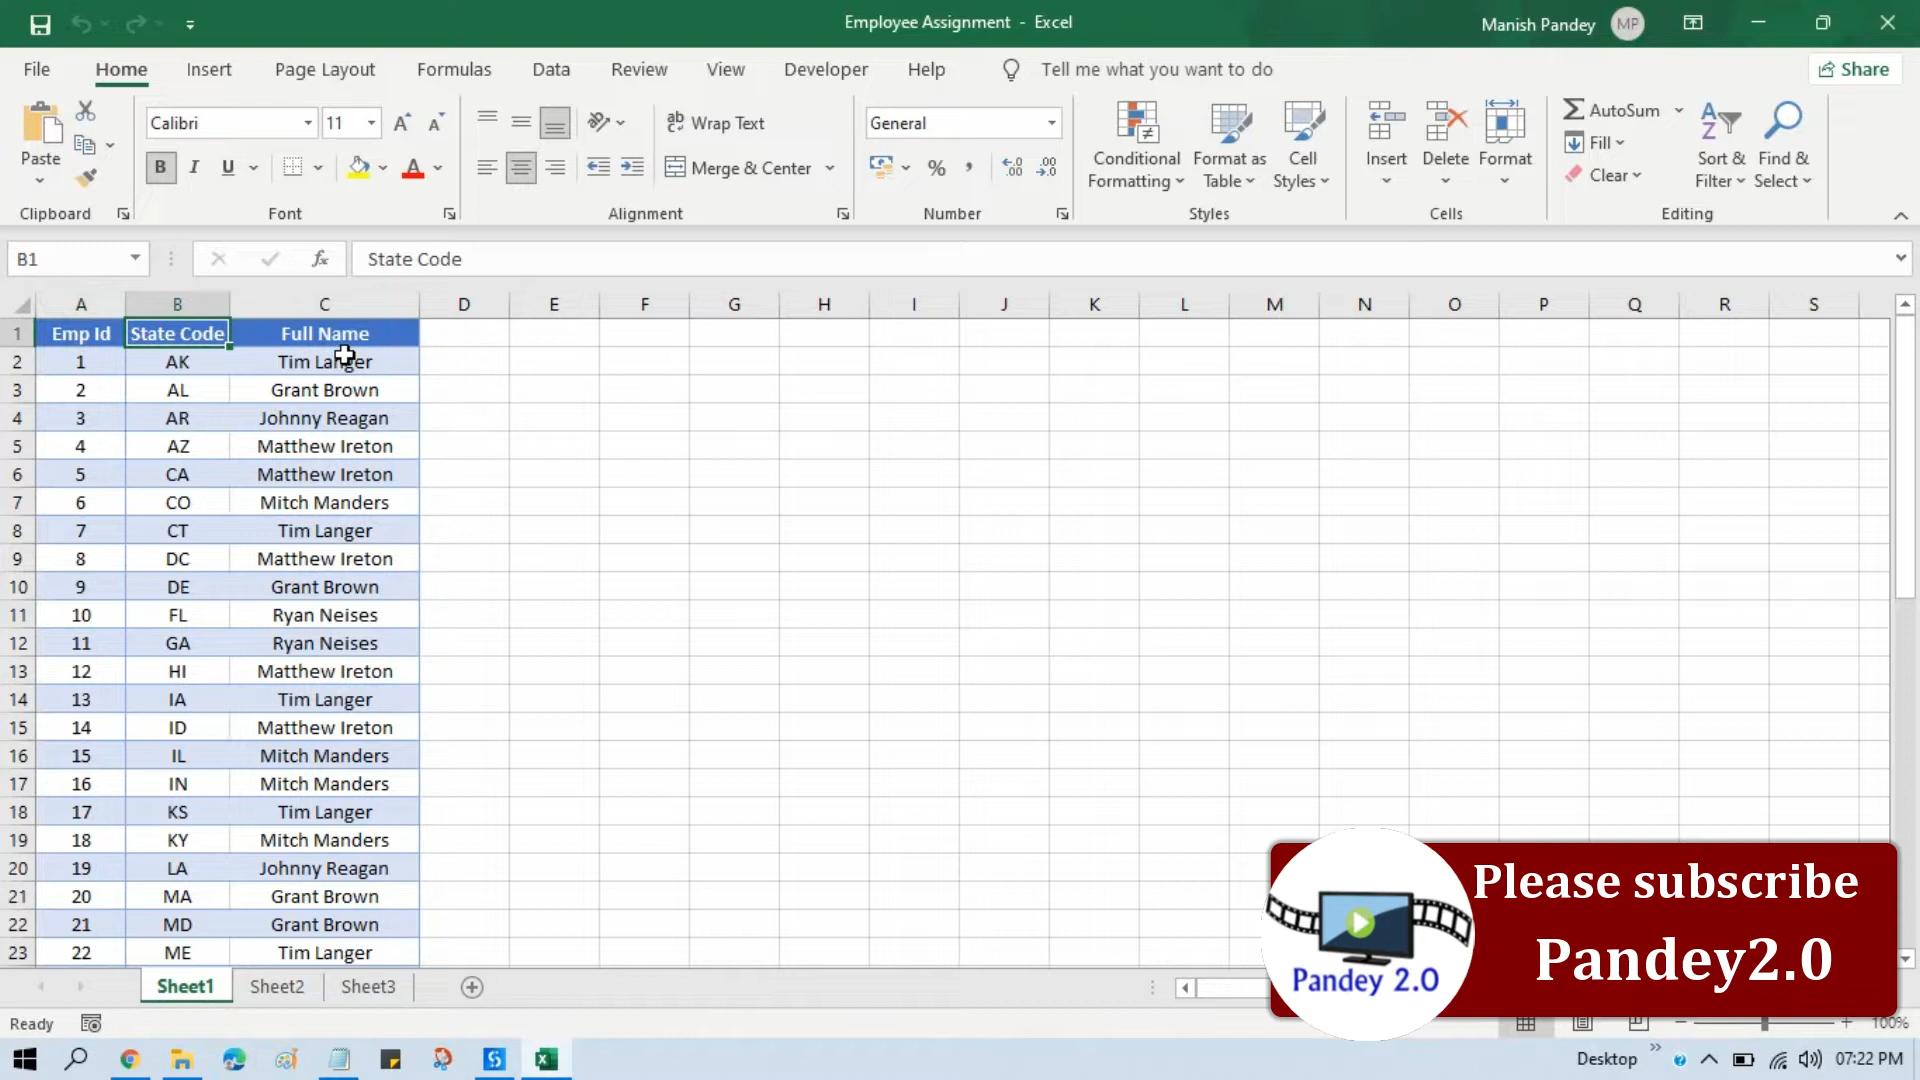 Employee Assignment - Excel
Manish Pandey MP
File Home Insert Page Layout Formulas Data Review View Developer Help Tell me what you want to do Share
Paste
Clipboard
Calibri 11
B I U A
Font
Wrap Text
Merge & Center
Alignment
General
% ,
Number
Conditional Formatting
Format as Table
Cell Styles
Styles
Insert Delete Format
Cells
AutoSum
Fill
Clear
Sort & Filter
Find & Select
Editing
B1 fx State Code
A B C D E F G H I J K L M N O P Q R S
1 Emp Id State Code Full Name
2 1 AK Tim Langer
3 2 AL Grant Brown
4 3 AR Johnny Reagan
5 4 AZ Matthew Ireton
6 5 CA Matthew Ireton
7 6 CO Mitch Manders
8 7 CT Tim Langer
9 8 DC Matthew Ireton
10 9 DE Grant Brown
11 10 FL Ryan Neises
12 11 GA Ryan Neises
13 12 HI Matthew Ireton
14 13 IA Tim Langer
15 14 ID Matthew Ireton
16 15 IL Mitch Manders
17 16 IN Mitch Manders
18 17 KS Tim Langer
19 18 KY Mitch Manders
20 19 LA Johnny Reagan
21 20 MA Grant Brown
22 21 MD Grant Brown
23 22 ME Tim Langer
Please subscribe
Pandey2.0
Pandey 2.0
Sheet1 Sheet2 Sheet3
Ready
100%
Desktop 07:22 PM